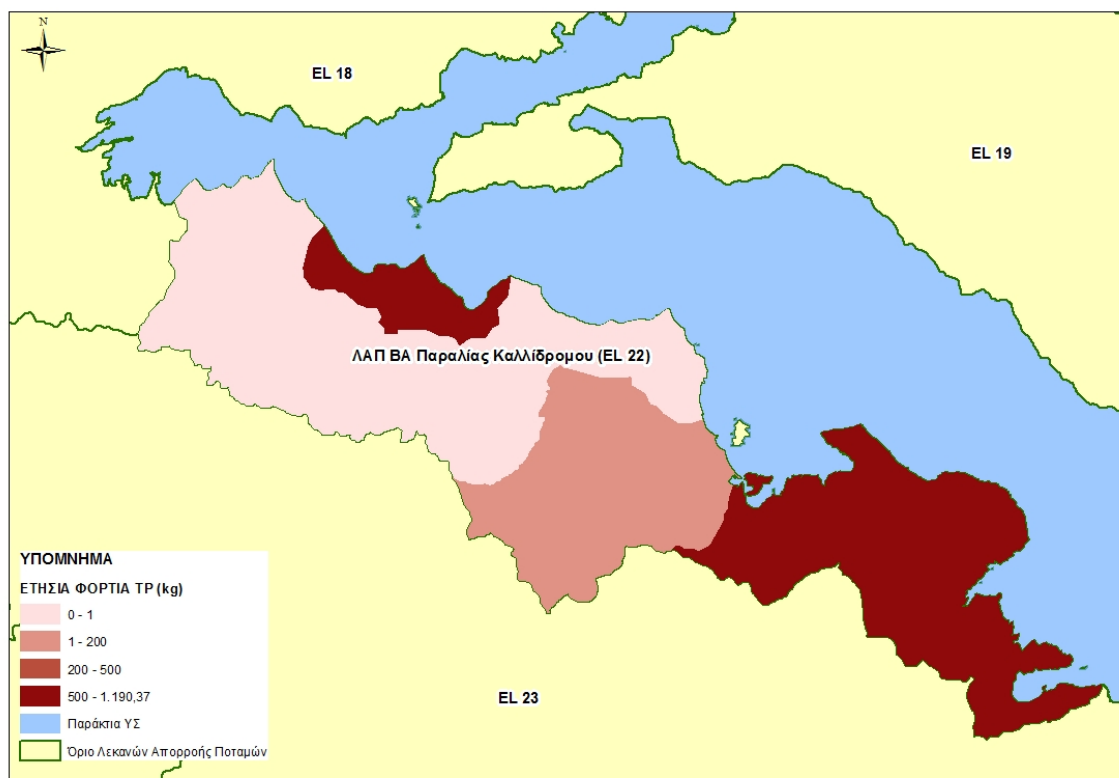 N
EL 18
EL 19
ΛΑΠ ΒΑ Παραλίας Καλλίδρομου (EL 22)
EL 23
ΥΠΟΜΝΗΜΑ
ΕΤΗΣΙΑ ΦΟΡΤΙΑ TP (kg)
0 - 1
1 - 200
200 - 500
500 - 1.190,37
Παράκτια ΥΣ
Όριο Λεκανών Απορροής Ποταμών